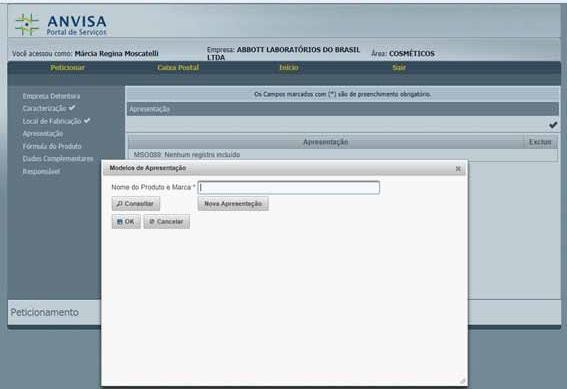 ANVISA
Portal de Serviços
Você acessou como: Márcia Regina Moscatelli
Empresa: ABBOTT LABORATÓRIOS DO BRASIL LTDA
Área: COSMÉTICOS
Peticionar
Caixa Postal
Início
Sair
Empresa Detentora
Caracterização
Local de Fabricação
Apresentação
Fórmula do Produto
Dados Complementares
Responsável
Os Campos marcados com (*) são de preenchimento obrigatório.
Apresentação
Apresentação
Excluir
MSG089: Nenhum registro incluído
Modelos de Apresentação
Nome do Produto e Marca *
Consultar
Nova Apresentação
OK
Cancelar
Peticionamento